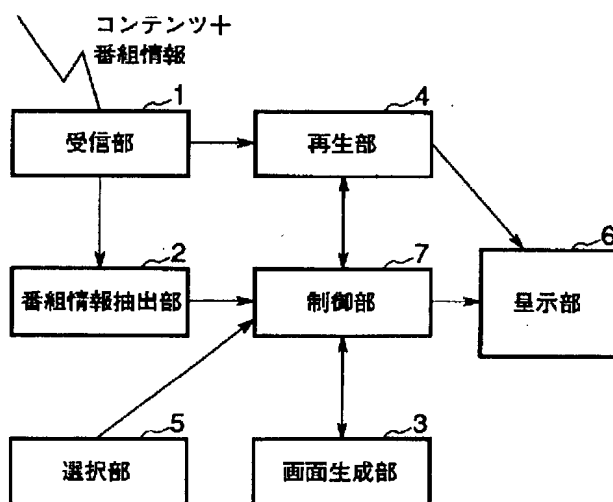 コンテンツ+
番組情報
1
受信部
4
再生部
2
番組情報抽出部
7
制御部
6
呈示部
5
選択部
3
画面生成部